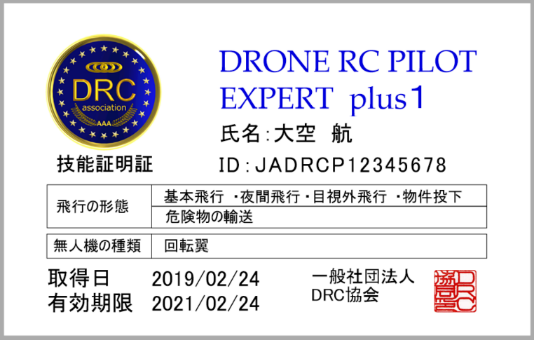 DRC
association
AAA
DRONE RC PILOT
EXPERT plus1
氏名:大空 航
技能証明証
ID:JADRCP12345678
飛行の形態
基本飛行 ・夜間飛行・目視外飛行 ・物件投下
危険物の輸送
無人機の種類 回転翼
取得日 2019/02/24
有効期限 2021/02/24
一般社団法人
DRC協会
DRC
協会印